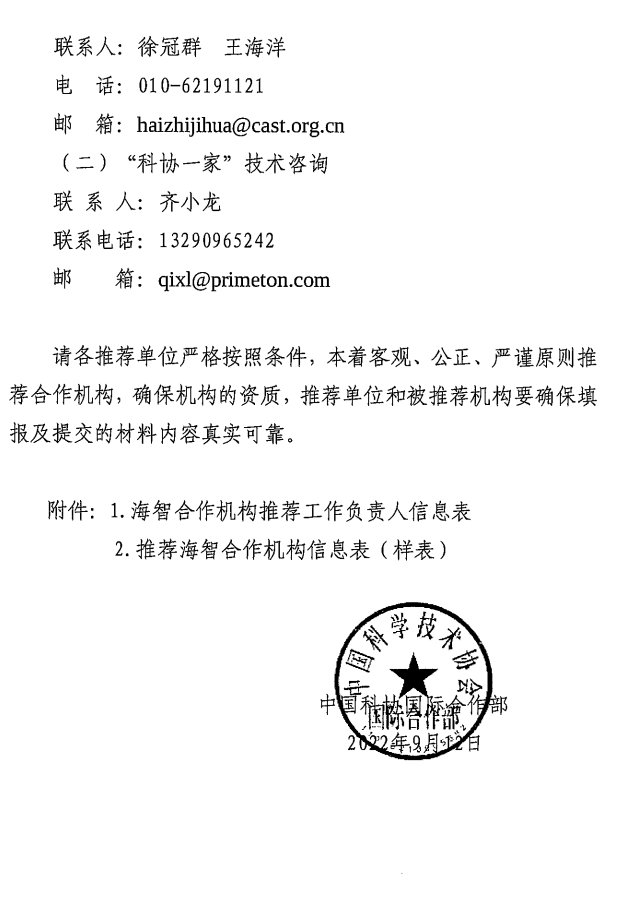 联系人：徐冠群　王海洋
电　话：010-62191121
邮　箱：haizhijihua@cast.org.cn
（二）“科协一家”技术咨询
联 系 人：齐小龙
联系电话：13290965242
邮　　箱：qixl@primeton.com
请各推荐单位严格按照条件，本着客观、公正、严谨原则推
荐合作机构，确保机构的资质，推荐单位和被推荐机构要确保填
报及提交的材料内容真实可靠。
附件：1.海智合作机构推荐工作负责人信息表
2.推荐海智合作机构信息表（样表）
中国科学技术协会
中国科协国际合作部
国际合作部
2022年9月12日